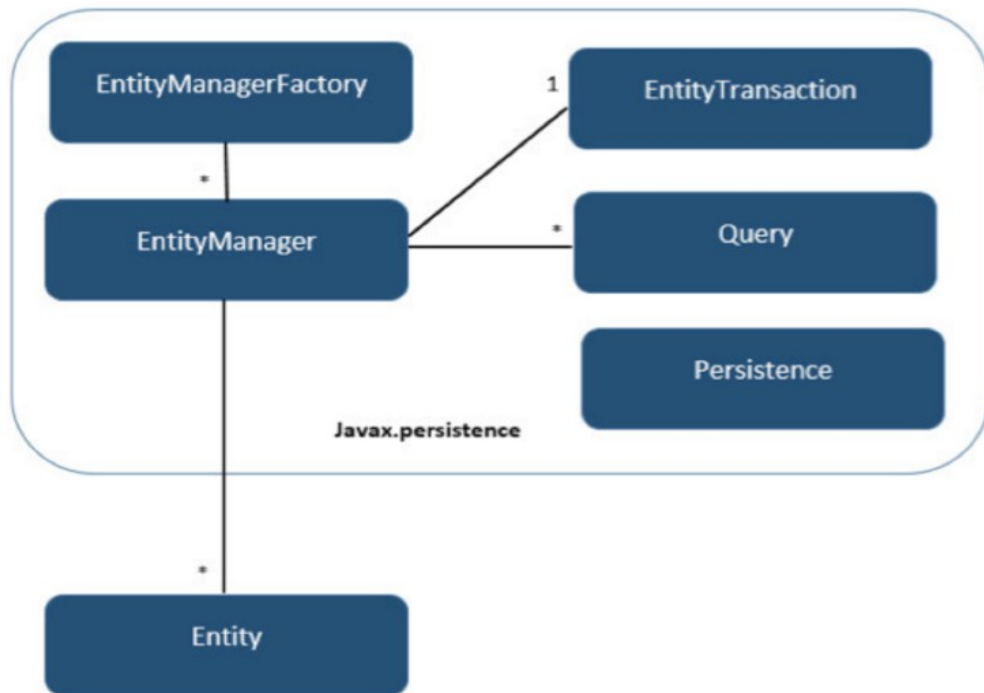 EntityManagerFactory
1
EntityTransaction
*
EntityManager
*
Query
Persistence
Javax.persistence
*
Entity